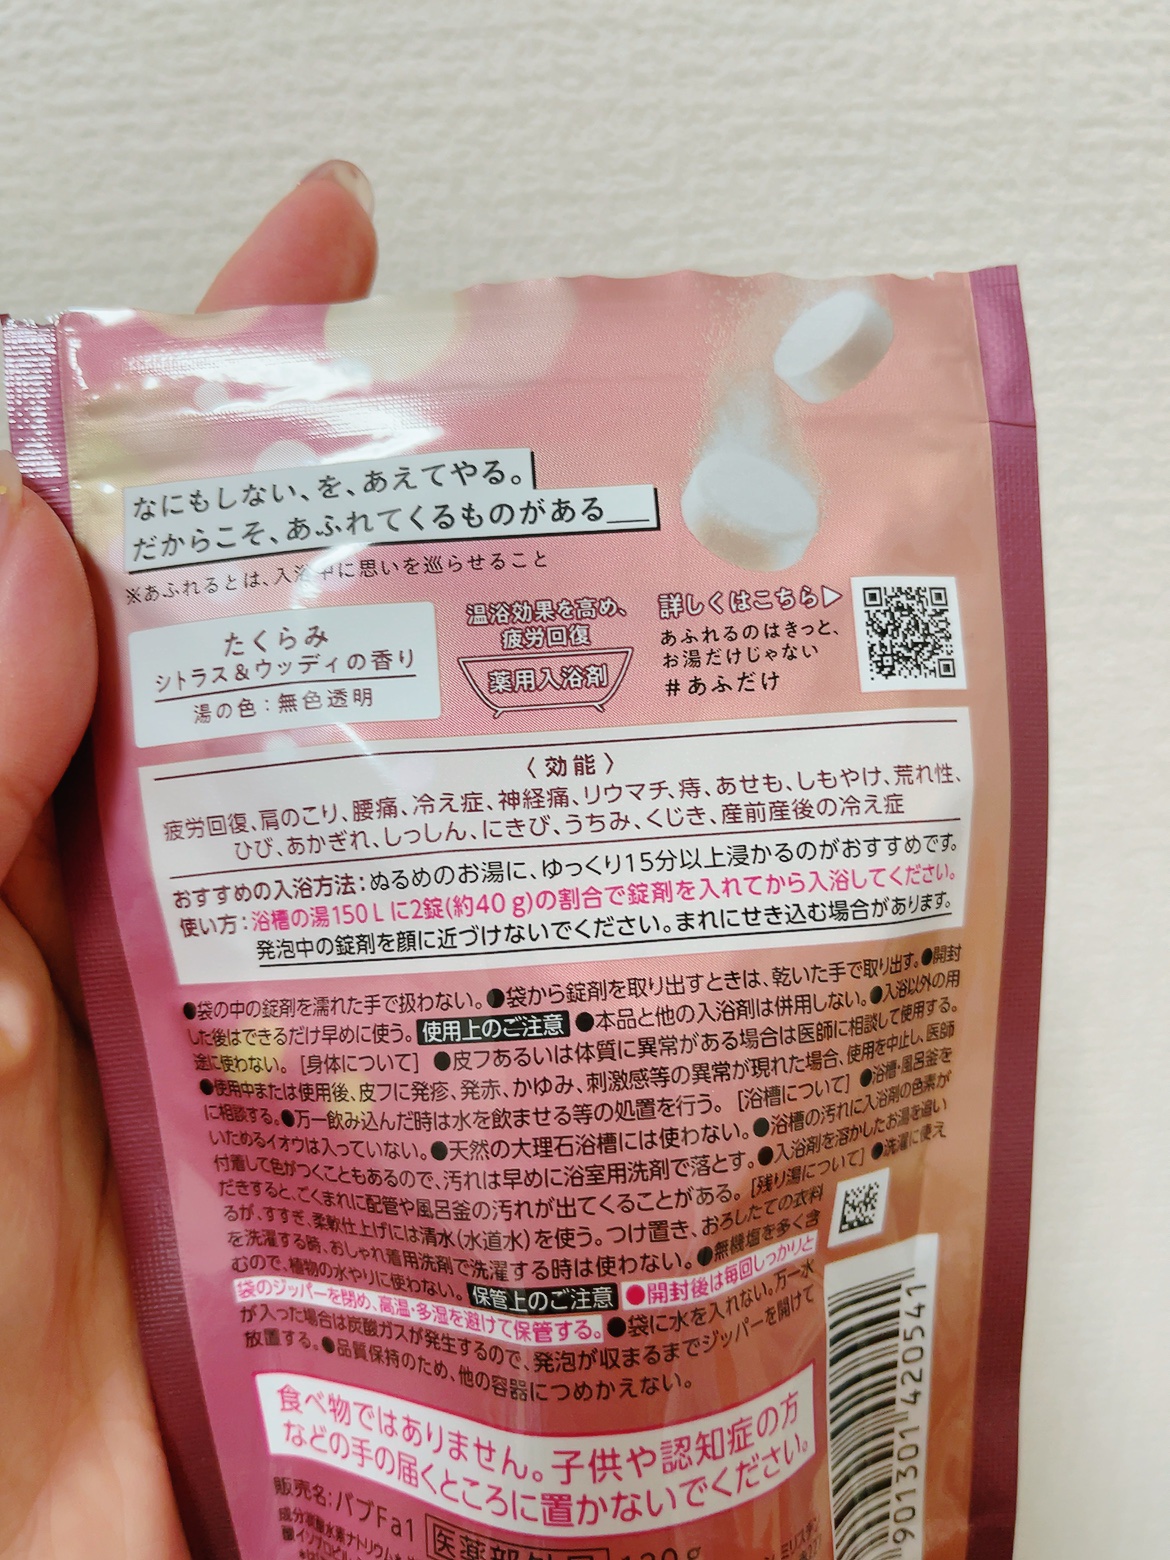 なにもしない、を、あえてやる。
だからこそ、あふれてくるものがある__
※あふれるとは、入浴中に思いを巡らせること
たくらみ
シトラス&ウッディの香り
湯の色：無色透明
温浴効果を高め、
疲労回復
薬用入浴剤
詳しくはこちら▶
あふれるのはきっと、
お湯だけじゃない
#あふだけ
〈効能〉
疲労回復、肩のこり、腰痛、冷え症、神経痛、リウマチ、痔、あせも、しもやけ、荒れ性、
ひび、あかぎれ、しっしん、にきび、うちみ、くじき、産前産後の冷え症
おすすめの入浴方法：ぬるめのお湯に、ゆっくり15分以上浸かるのがおすすめです。
使い方：浴槽の湯150Lに2錠(約40g)の割合で錠剤を入れてから入浴してください。
発泡中の錠剤を顔に近づけないでください。まれにせき込む場合があります。
●袋の中の錠剤を濡れた手で扱わない。●袋から錠剤を取り出すときは、乾いた手で取り出す。●開封
した後はできるだけ早めに使う。 使用上のご注意 ●本品と他の入浴剤は併用しない。●入浴以外の用
途に使わない。［身体について］ ●皮フあるいは体質に異常がある場合は医師に相談して使用する。
●使用中または使用後、皮フに発疹、発赤、かゆみ、刺激感等の異常が現れた場合、使用を中止し、医師
に相談する。●万一飲み込んだ時は水を飲ませる等の処置を行う。［浴槽について］ ●浴槽・風呂釜を
いためるイオウは入っていない。●天然の大理石浴槽には使わない。●浴槽の汚れに入浴剤の色素が
付着して色がつくこともあるので、汚れは早めに浴室用洗剤で落とす。●入浴剤を溶かしたお湯を追い
だきすると、ごくまれに配管や風呂釜の汚れが出てくることがある。［残り湯について］ ●洗濯に使え
るが、すすぎ、柔軟仕上げには清水(水道水)を使う。つけ置き、おろしたての衣料
を洗濯する時、おしゃれ着用洗剤で洗濯する時は使わない。●無機塩を多く含
むので、植物の水やりに使わない。 保管上のご注意 ●開封後は毎回しっかりと
袋のジッパーを閉め、高温・多湿を避けて保管する。●袋に水を入れない。万一水
が入った場合は炭酸ガスが発生するので、発泡が収まるまでジッパーを開けて
放置する。●品質保持のため、他の容器につめかえない。
食べ物ではありません。子供や認知症の方
などの手の届くところに置かないでください。
販売名：バブFa1 医薬部外品 120g
901301 420541